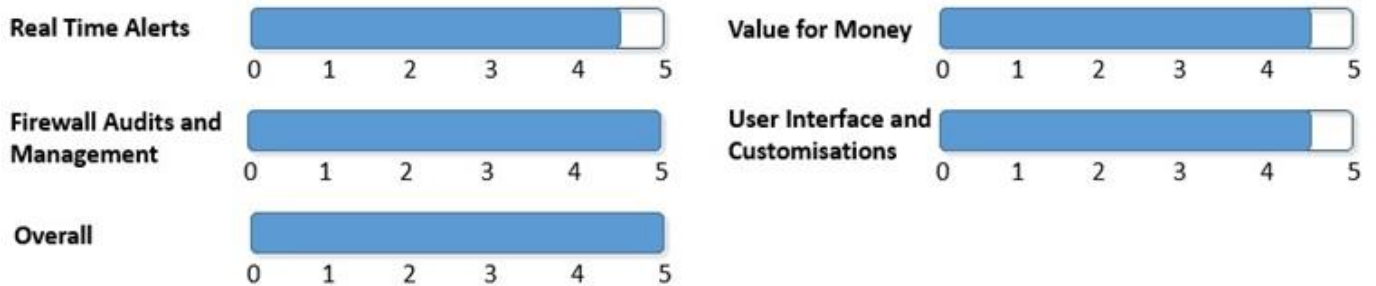 Real Time Alerts
0 1 2 3 4 5
Value for Money
0 1 2 3 4 5
Firewall Audits and
Management
0 1 2 3 4 5
User Interface and
Customisations
0 1 2 3 4 5
Overall
0 1 2 3 4 5